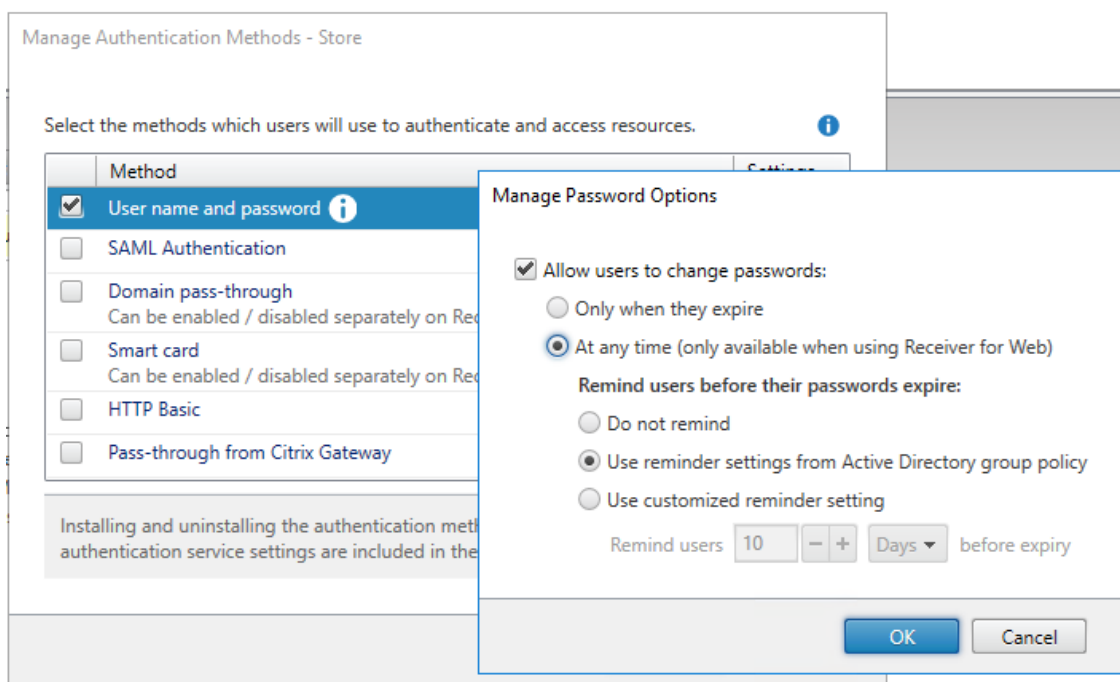 Manage Authentication Methods - Store
Select the methods which users will use to authenticate and access resources.
Method
User name and password
SAML Authentication
Domain pass-through
Can be enabled / disabled separately on Rec
Smart card
Can be enabled / disabled separately on Rec
HTTP Basic
Pass-through from Citrix Gateway
Installing and uninstalling the authentication meth
authentication service settings are included in the
Manage Password Options
Allow users to change passwords:
Only when they expire
At any time (only available when using Receiver for Web)
Remind users before their passwords expire:
Do not remind
Use reminder settings from Active Directory group policy
Use customized reminder setting
Remind users 10 - + Days before expiry
OK Cancel